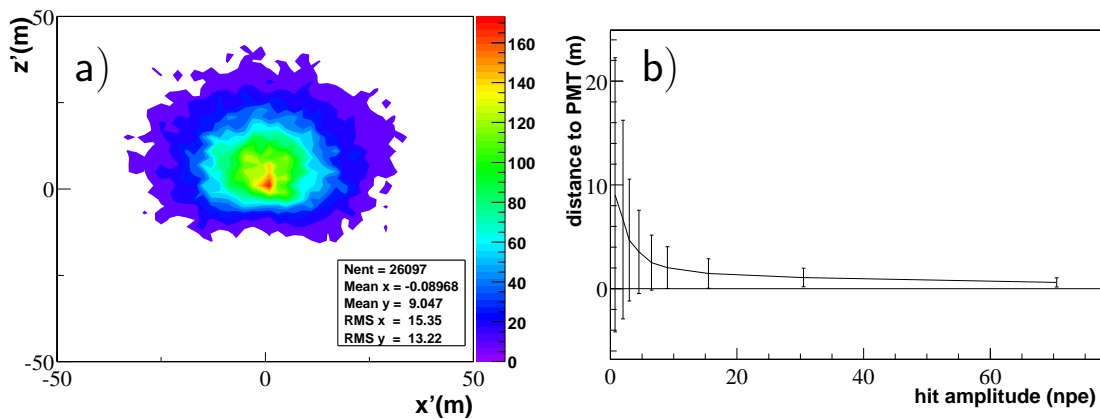 a)
z'(m)
50
0
-50
-50
0
50
x'(m)
Nent = 26097
Mean x = -0.08968
Mean y = 9.047
RMS x = 15.35
RMS y = 13.22
160
140
120
100
80
60
40
20
0
b)
distance to PMT (m)
20
10
0
0
20
40
60
hit amplitude (npe)